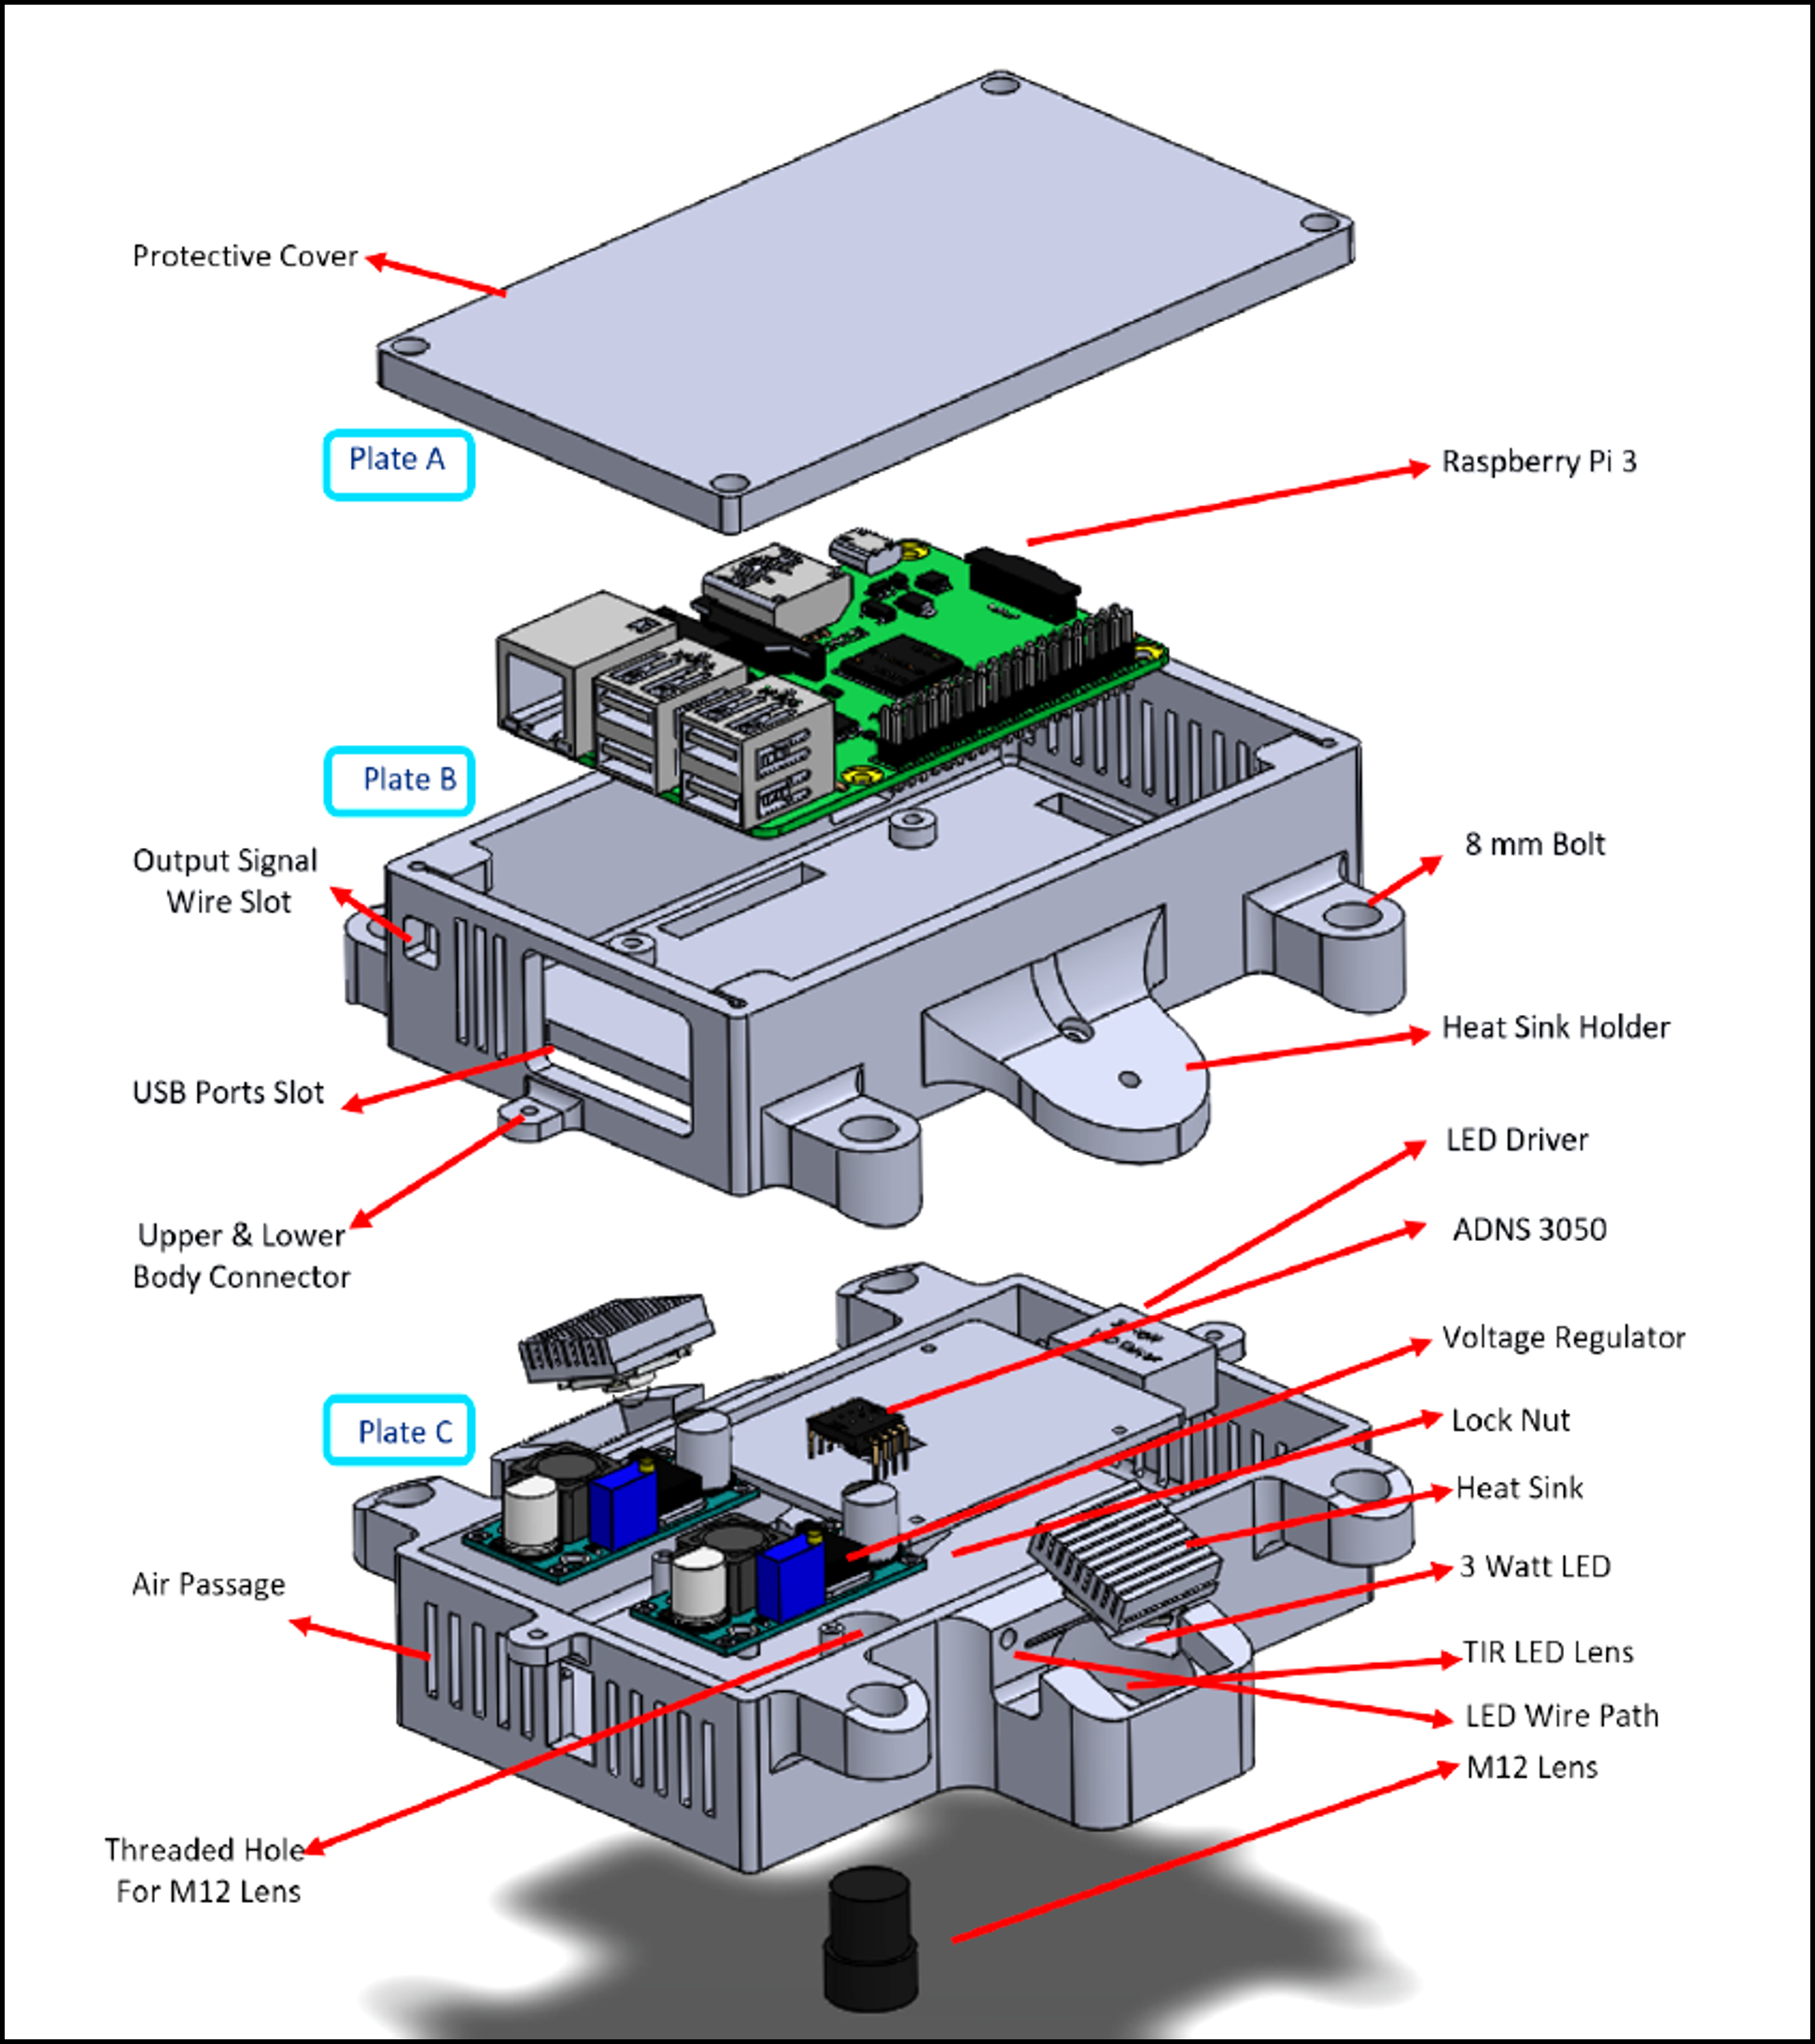 Protective Cover
Plate A
Raspberry Pi 3
Plate B
Output Signal
Wire Slot
8 mm Bolt
Heat Sink Holder
USB Ports Slot
LED Driver
Upper & Lower
Body Connector
ADNS 3050
Voltage Regulator
Plate C
Lock Nut
Heat Sink
3 Watt LED
Air Passage
TIR LED Lens
LED Wire Path
M12 Lens
Threaded Hole
For M12 Lens